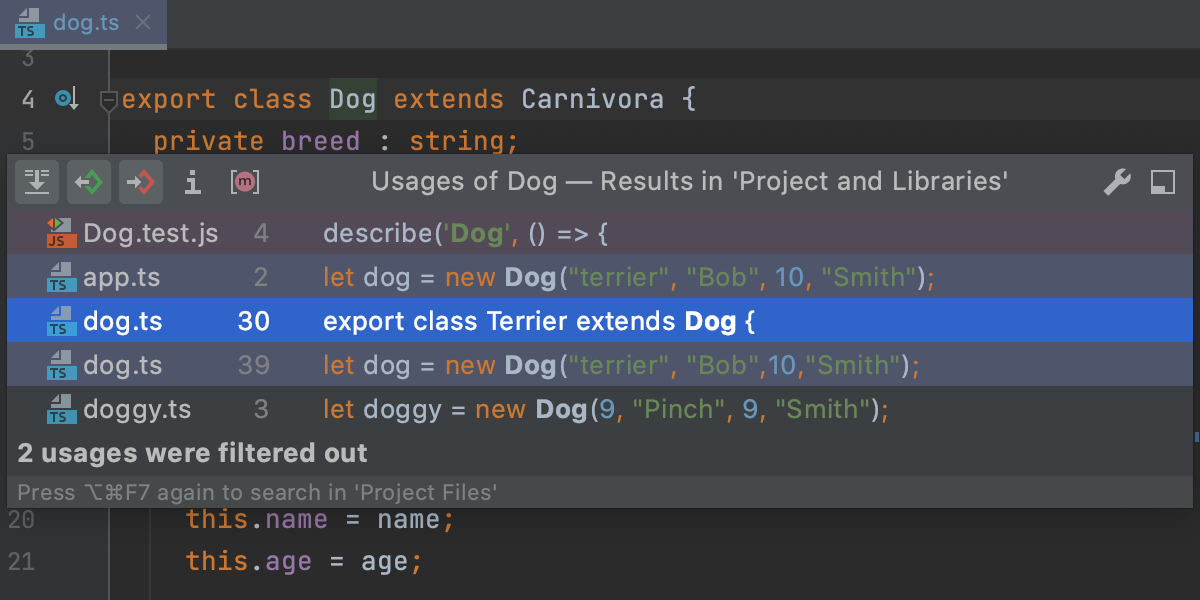 TS dog.ts
3
4 export class Dog extends Carnivora {
5 private breed : string;
[m] Usages of Dog — Results in 'Project and Libraries'
JS Dog.test.js 4 describe('Dog', () => {
TS app.ts 2 let dog = new Dog("terrier", "Bob", 10, "Smith");
TS dog.ts 30 export class Terrier extends Dog {
TS dog.ts 39 let dog = new Dog("terrier", "Bob",10,"Smith");
TS doggy.ts 3 let doggy = new Dog(9, "Pinch", 9, "Smith");
2 usages were filtered out
Press ⌥⌘F7 again to search in 'Project Files'
20 this.name = name;
21 this.age = age;